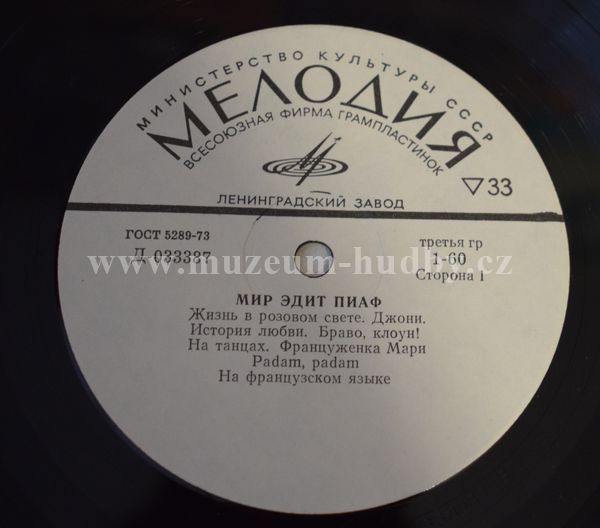 МИНИСТЕРСТВО КУЛЬТУРЫ СССР
МЕЛОДИЯ
ВСЕСОЮЗНАЯ ФИРМА ГРАМПЛАСТИНОК
▽33
ЛЕНИНГРАДСКИЙ ЗАВОД
ГОСТ 5289-73
Д 033387
третья гр
1-60
Сторона 1
www.muzeum-hudby.cz
МИР ЭДИТ ПИАФ
Жизнь в розовом свете. Джони.
История любви. Браво, клоун!
На танцах. Француженка Мари
Padam, padam
На французском языке